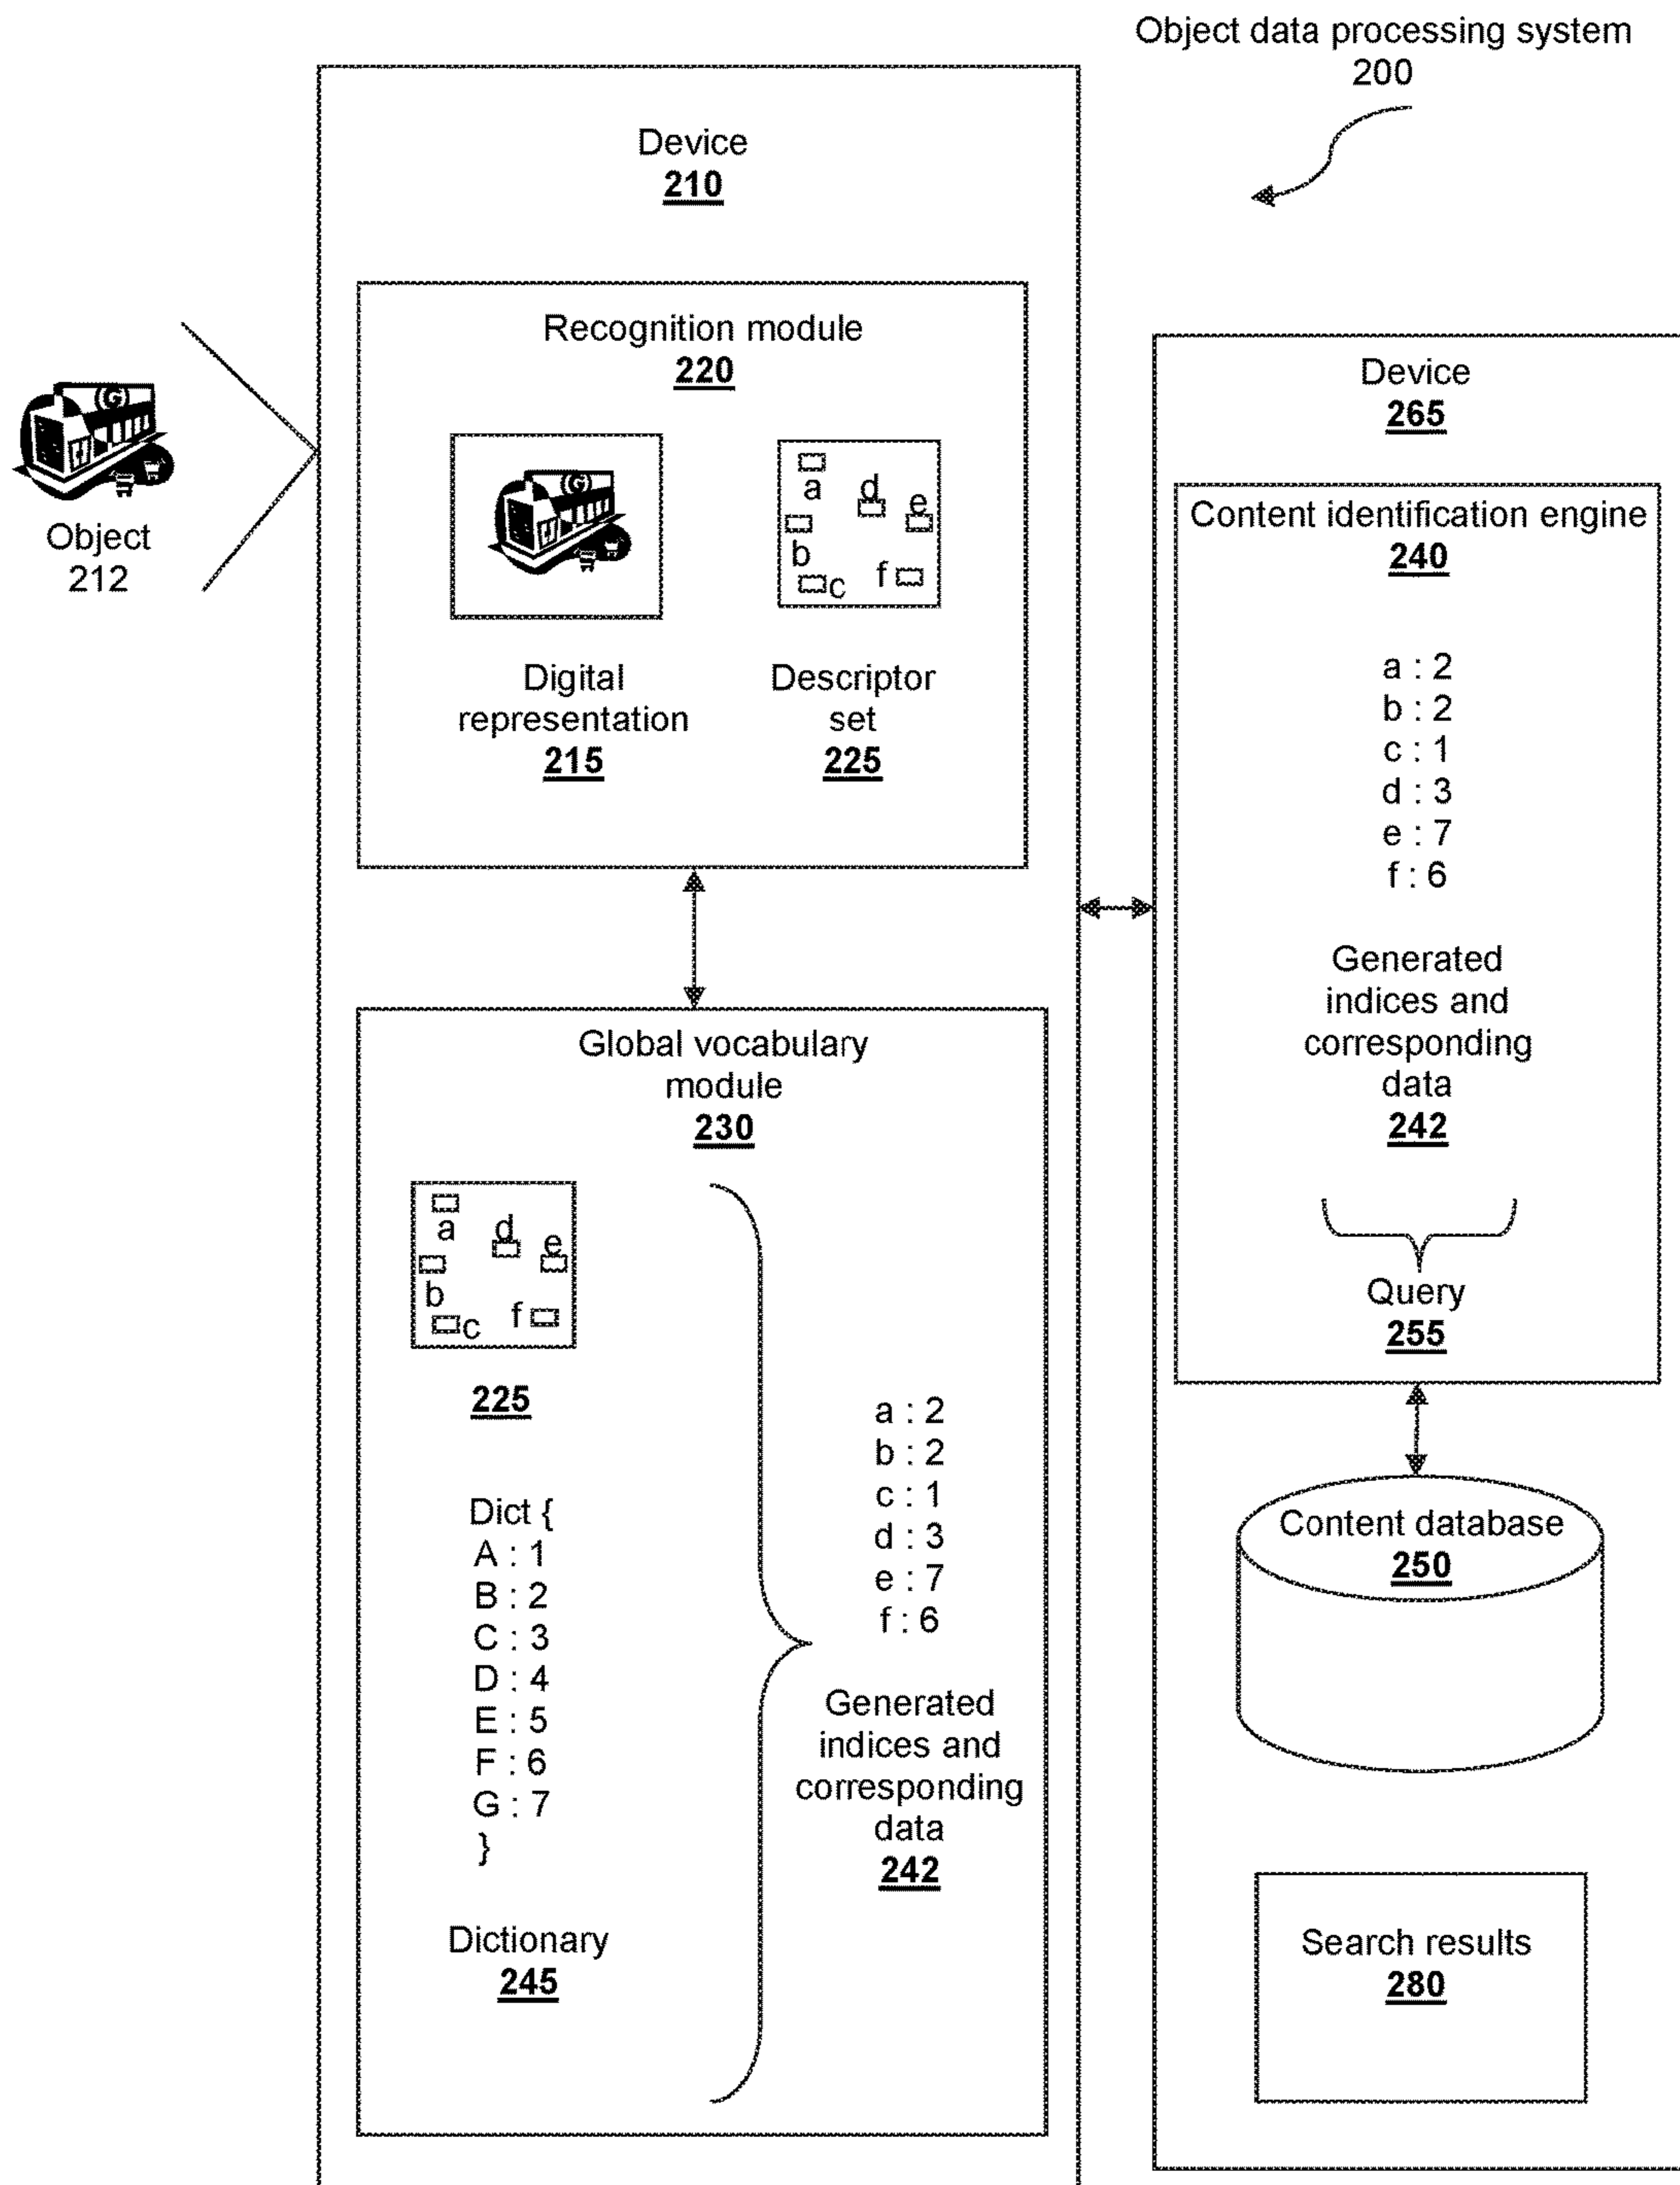 Object data processing system
200
Device
210
Recognition module
220
G
Object
212
G
a
d
e
b
c
f
Digital
representation
215
Descriptor
set
225
Global vocabulary
module
230
a
d
e
b
c
f
225
Dict {
A : 1
B : 2
C : 3
D : 4
E : 5
F : 6
G : 7
}
Dictionary
245
a : 2
b : 2
c : 1
d : 3
e : 7
f : 6
Generated
indices and
corresponding
data
242
Device
265
Content identification engine
240
a : 2
b : 2
c : 1
d : 3
e : 7
f : 6
Generated
indices and
corresponding
data
242
Query
255
Content database
250
Search results
280